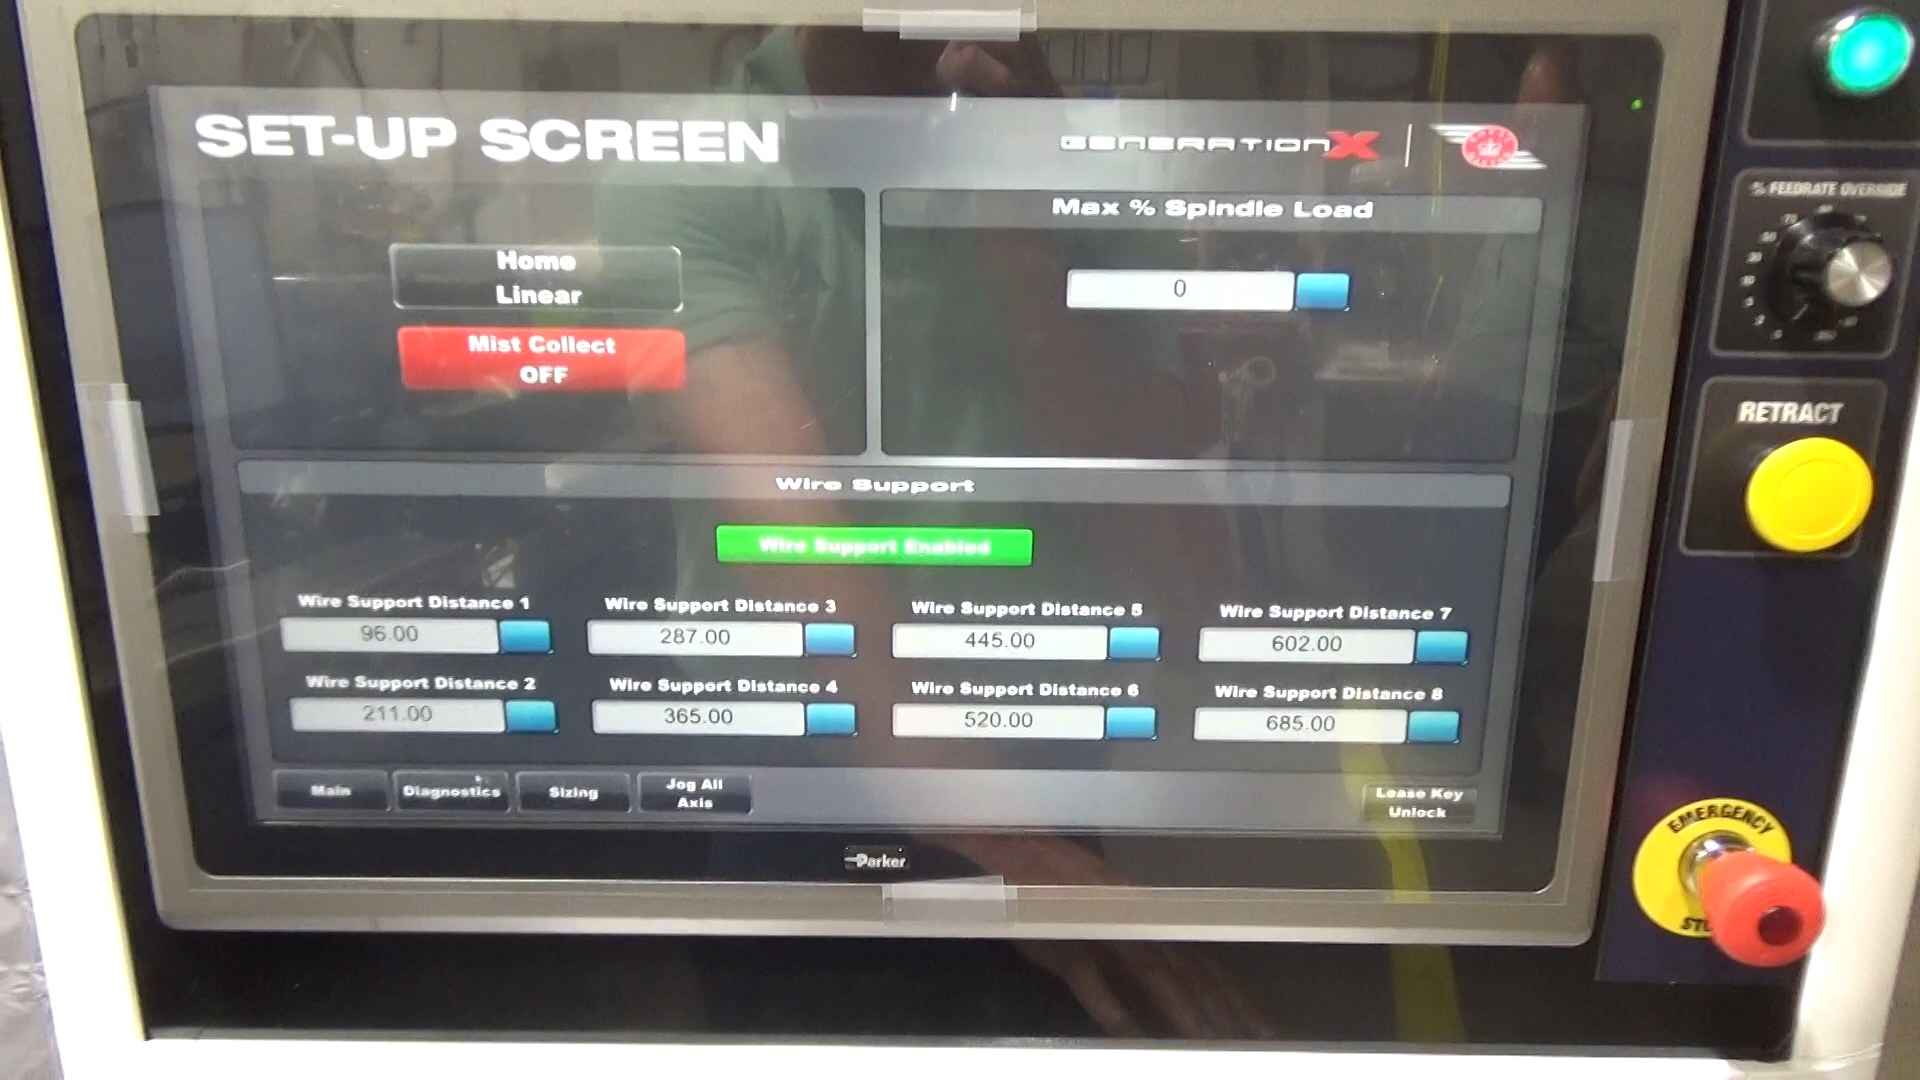 SET-UP SCREEN
GENERATIONX
Home
Linear
Mist Collect
OFF
Max % Spindle Load
0
Wire Support
Wire Support Enabled
Wire Support Distance 1
96.00
Wire Support Distance 3
287.00
Wire Support Distance 5
445.00
Wire Support Distance 7
602.00
Wire Support Distance 2
211.00
Wire Support Distance 4
365.00
Wire Support Distance 6
520.00
Wire Support Distance 8
685.00
Main
Diagnostics
Sizing
Jog All
Axis
Lease Key
Unlock
Parker
% FEEDRATE OVERRIDE
RETRACT
EMERGENCY